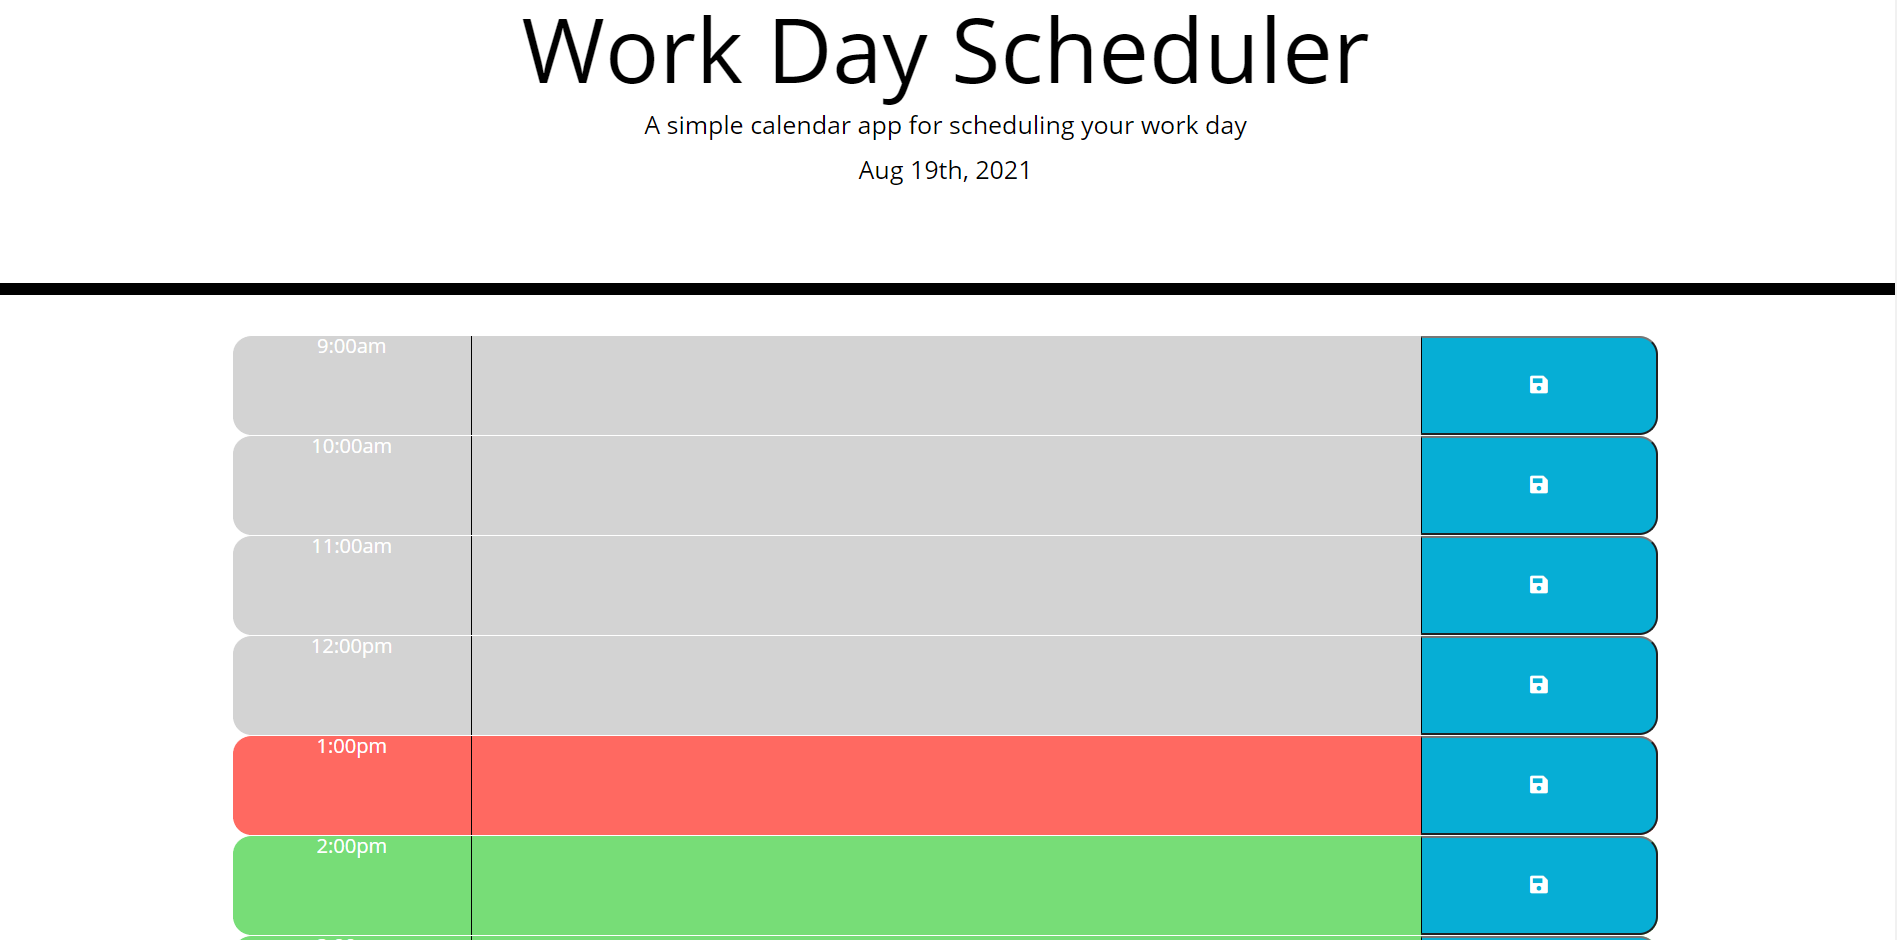 Work Day Scheduler
A simple calendar app for scheduling your work day
Aug 19th, 2021
9:00am
10:00am
11:00am
12:00pm
1:00pm
2:00pm